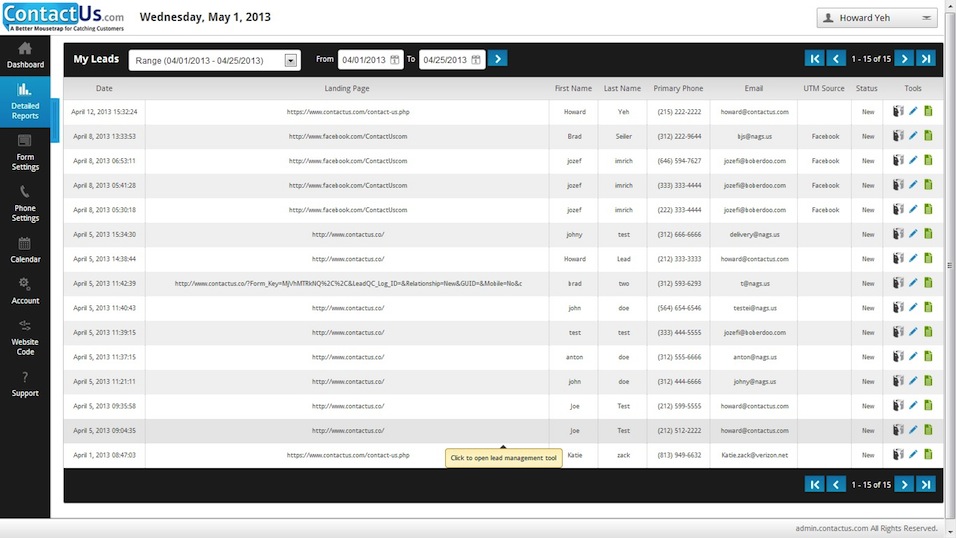 ContactUs.com
A Better Mousetrap for Catching Customers
Wednesday, May 1, 2013
Howard Yeh
Dashboard
Detailed
Reports
Form
Settings
Phone
Settings
Calendar
Account
Website
Code
Support
My Leads Range (04/01/2013 - 04/25/2013) From 04/01/2013 To 04/25/2013 1 - 15 of 15
Date Landing Page First Name Last Name Primary Phone Email UTM Source Status Tools
April 12, 2013 15:32:24 https://www.contactus.com/contact-us.php Howard Yeh (215) 222-2222 howard@contactus.com New
April 8, 2013 13:33:53 http://www.facebook.com/ContactUscom Brad Seiler (312) 222-9644 bjs@nags.us Facebook New
April 8, 2013 06:53:11 http://www.facebook.com/ContactUscom jozef imrich (646) 594-7627 jozefi@boberdoo.com Facebook New
April 8, 2013 05:41:28 http://www.facebook.com/ContactUscom jozef imrich (333) 333-4444 jozefi@boberdoo.com Facebook New
April 8, 2013 05:30:18 http://www.facebook.com/ContactUscom jozef imrich (222) 333-4444 jozefi@boberdoo.com Facebook New
April 5, 2013 15:34:30 http://www.contactus.co/ johny test (312) 666-6666 delivery@nags.us New
April 5, 2013 14:38:44 http://www.contactus.co/ Howard Lead (212) 333-3333 howard@contactus.com New
April 5, 2013 11:42:39 brad two (312) 593-6293 t@nags.us New
April 5, 2013 11:40:43 http://www.contactus.co/ john doe (564) 654-6546 testei@nags.us New
April 5, 2013 11:39:15 http://www.contactus.co/ test test (333) 444-5555 jozefi@boberdoo.com New
April 5, 2013 11:37:15 http://www.contactus.co/ anton doe (312) 555-6666 anton@nags.us New
April 5, 2013 11:21:11 http://www.contactus.co/ john doe (312) 444-6666 johny@nags.us New
April 5, 2013 09:35:58 http://www.contactus.co/ Joe Test (212) 599-5555 howard@contactus.com New
April 5, 2013 09:04:35 http://www.contactus.co/ Joe Test (212) 512-2222 howard@contactus.com New
April 1, 2013 08:47:03 https://www.contactus.com/contact-us.php Katie zack (813) 949-6632 Katie.zack@verizon.net New
Click to open lead management tool
1 - 15 of 15
admin.contactus.com All Rights Reserved.